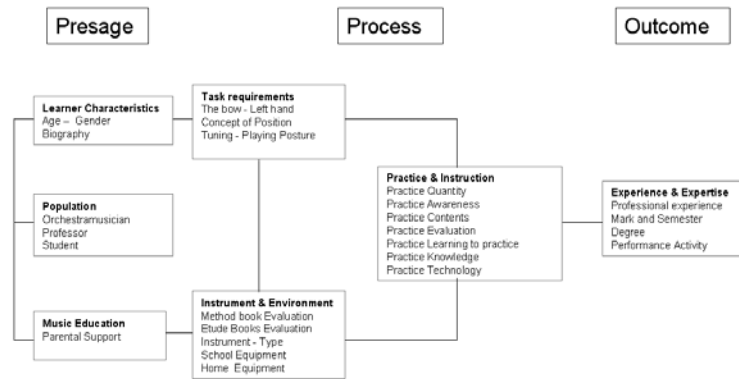 Presage
Process
Outcome
Learner Characteristics
Age – Gender
Biography
Task requirements
The bow - Left hand
Concept of Position
Tuning - Playing Posture
Population
Orchestramusician
Professor
Student
Practice & Instruction
Practice Quantity
Practice Awareness
Practice Contents
Practice Evaluation
Practice Learning to practice
Practice Knowledge
Practice Technology
Experience & Expertise
Professional experience
Mark and Semester
Degree
Performance Activity
Music Education
Parental Support
Instrument & Environment
Method book Evaluation
Etude Books Evaluation
Instrument - Type
School Equipment
Home Equipment